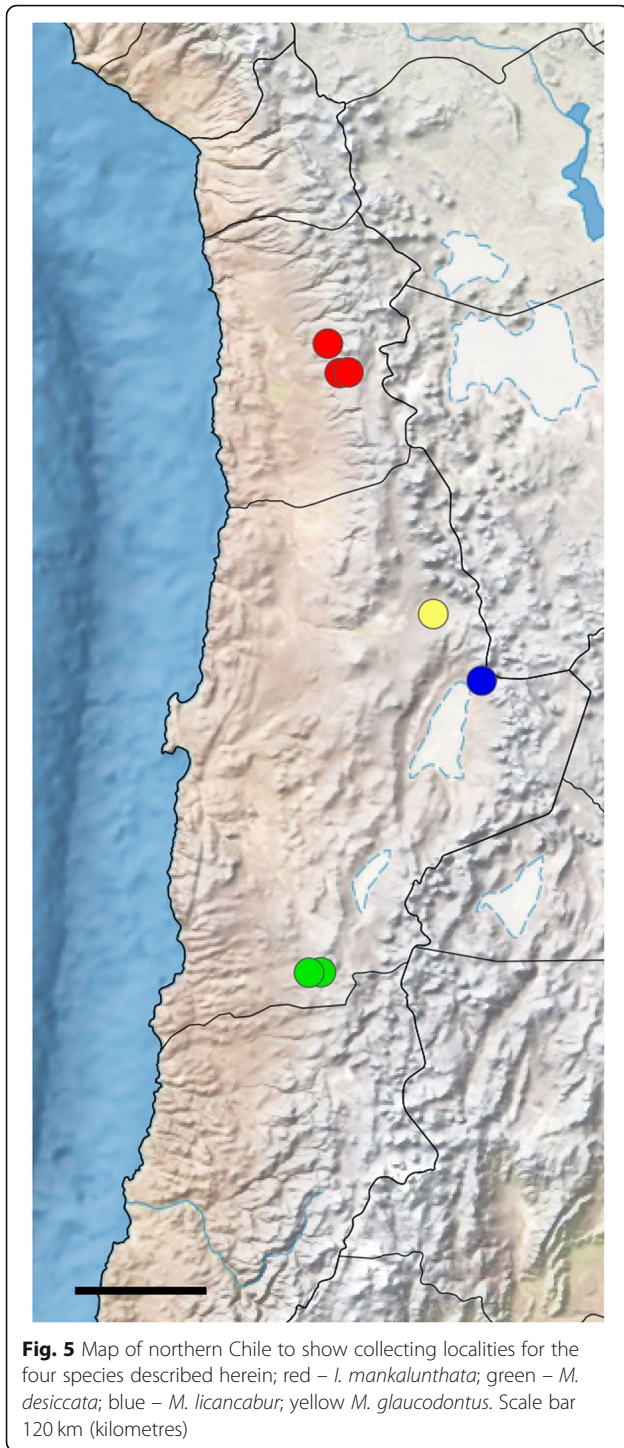 Fig. 5 Map of northern Chile to show collecting localities for the
four species described herein; red – I. mankalunthata; green – M.
desiccata; blue – M. licancabur; yellow M. glaucodontus. Scale bar
120 km (kilometres)